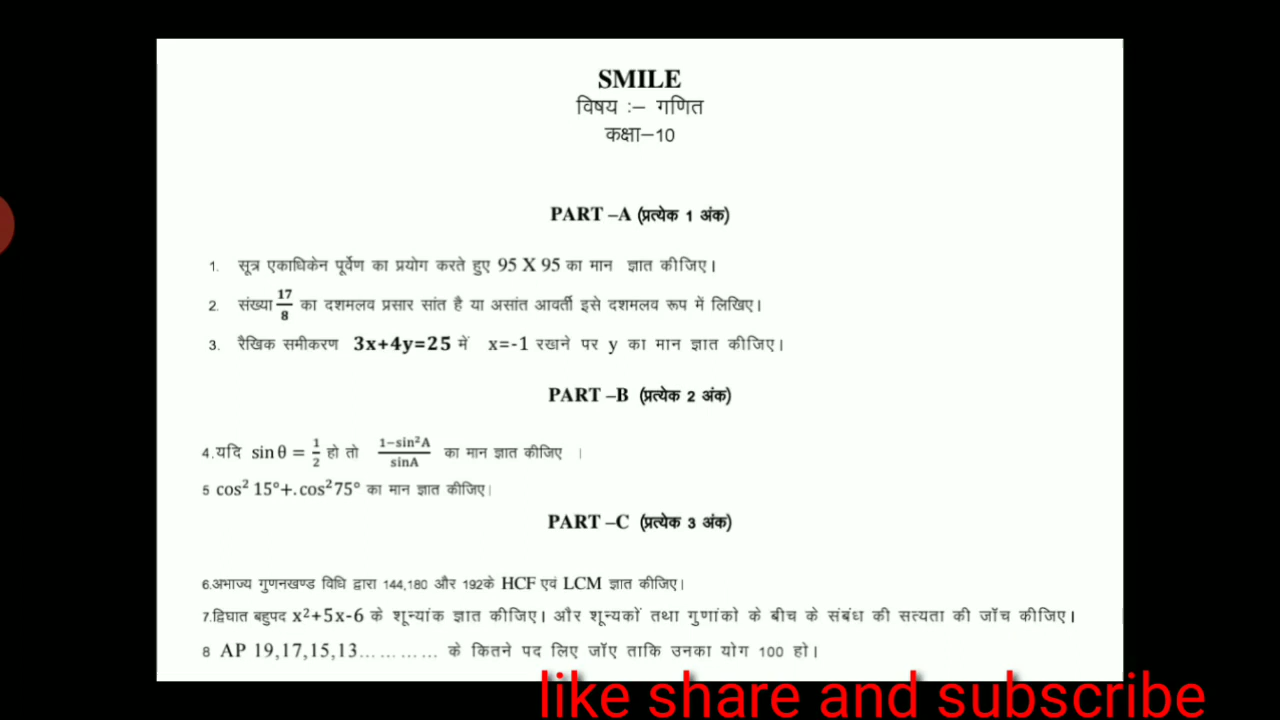 SMILE
विषय :– गणित
कक्षा–10
PART –A (प्रत्येक 1 अंक)
1. सूत्र एकाधिकेन पूर्वेण का प्रयोग करते हुए 95 X 95 का मान ज्ञात कीजिए।
2. संख्या 17/8 का दशमलव प्रसार सांत है या असांत आवर्ती इसे दशमलव रूप में लिखिए।
3. रैखिक समीकरण 3x+4y=25 में x=-1 रखने पर y का मान ज्ञात कीजिए।
PART –B (प्रत्येक 2 अंक)
4.यदि sin θ = 1/2 हो तो 1−sin²A/sinA का मान ज्ञात कीजिए ।
5 cos² 15°+.cos²75° का मान ज्ञात कीजिए।
PART –C (प्रत्येक 3 अंक)
6.अभाज्य गुणनखण्ड विधि द्वारा 144,180 और 192के HCF एवं LCM ज्ञात कीजिए।
7.द्विघात बहुपद x²+5x-6 के शून्यांक ज्ञात कीजिए। और शून्यकों तथा गुणांको के बीच के संबंध की सत्यता की जॉच कीजिए।
8 AP 19,17,15,13………… के कितने पद लिए जॉए ताकि उनका योग 100 हो।
like share and subscribe